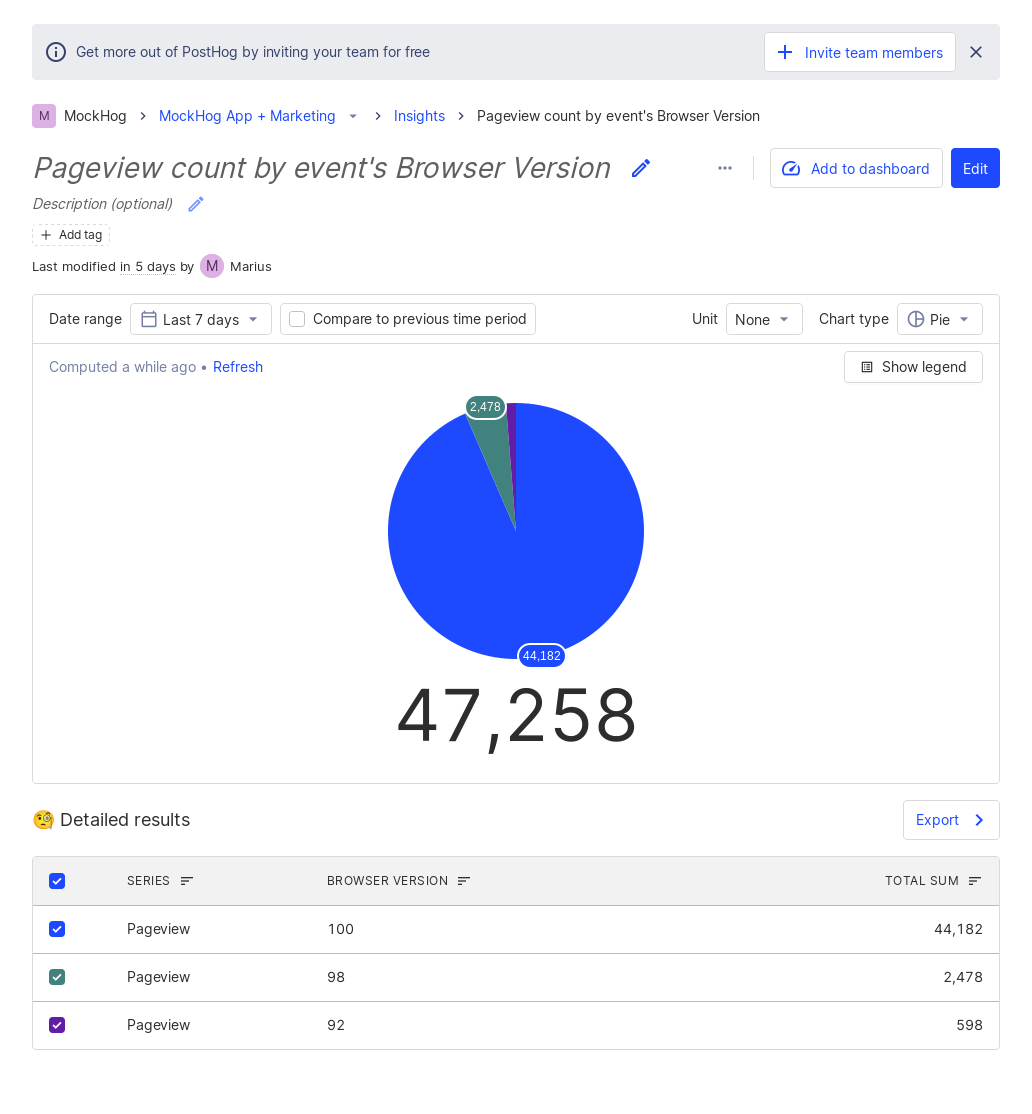 Get more out of PostHog by inviting your team for free
Invite team members
M MockHog MockHog App + Marketing Insights Pageview count by event's Browser Version
Pageview count by event's Browser Version
Add to dashboard
Edit
Description (optional)
Add tag
Last modified in 5 days by M Marius
Date range Last 7 days Compare to previous time period Unit None Chart type Pie
Computed a while ago • Refresh
Show legend
2,478
44,182
47,258
🧐 Detailed results
Export
SERIES BROWSER VERSION TOTAL SUM
Pageview 100 44,182
Pageview 98 2,478
Pageview 92 598